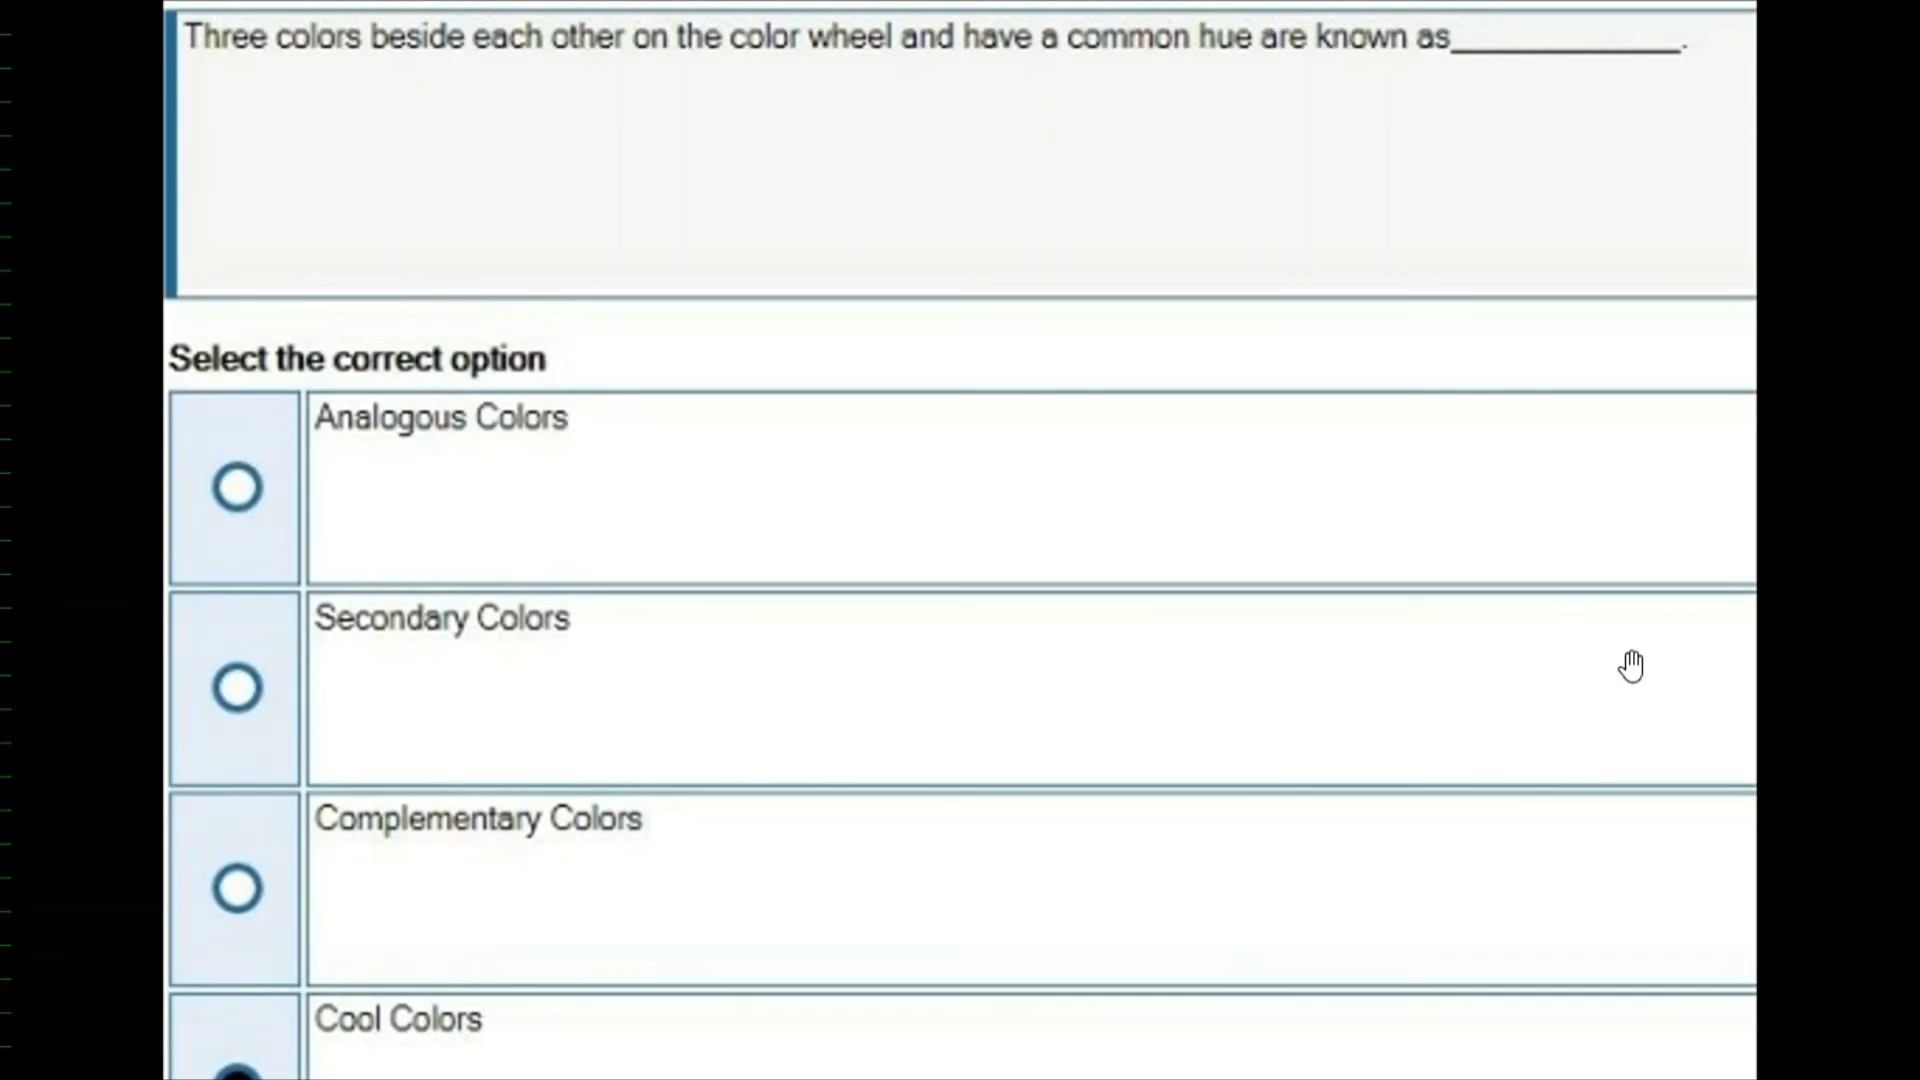 Three colors beside each other on the color wheel and have a common hue are known as______________.
Select the correct option
Analogous Colors
Secondary Colors
Complementary Colors
Cool Colors